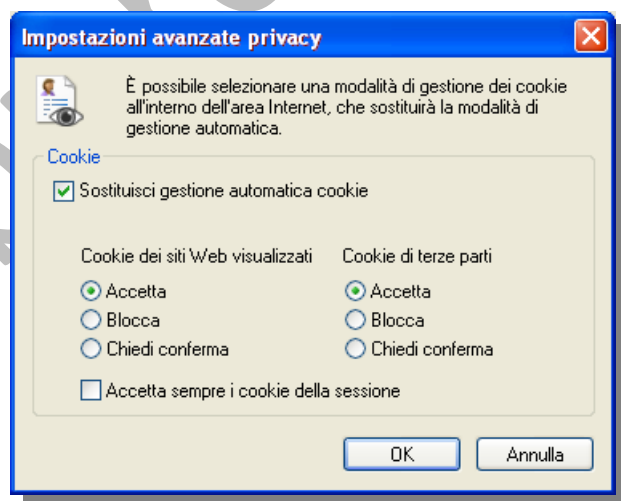 Impostazioni avanzate privacy
È possibile selezionare una modalità di gestione dei cookie
all'interno dell'area Internet, che sostituirà la modalità di
gestione automatica.
Cookie
Sostituisci gestione automatica cookie
Cookie dei siti Web visualizzati
Cookie di terze parti
Accetta
Accetta
Blocca
Blocca
Chiedi conferma
Chiedi conferma
Accetta sempre i cookie della sessione
OK
Annulla